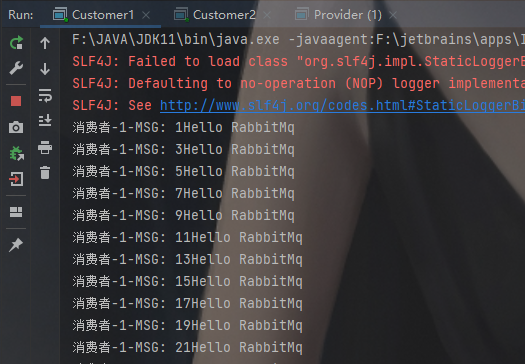 Run: Customer1 Customer2 Provider (1)
F:\JAVA\JDK11\bin\java.exe -javaagent:F:\jetbrains\apps\
SLF4J: Failed to load class "org.slf4j.impl.StaticLogger
SLF4J: Defaulting to no-operation (NOP) logger implementa
SLF4J: See http://www.slf4j.org/codes.html#StaticLoggerBi
消费者-1-MSG: 1Hello RabbitMq
消费者-1-MSG: 3Hello RabbitMq
消费者-1-MSG: 5Hello RabbitMq
消费者-1-MSG: 7Hello RabbitMq
消费者-1-MSG: 9Hello RabbitMq
消费者-1-MSG: 11Hello RabbitMq
消费者-1-MSG: 13Hello RabbitMq
消费者-1-MSG: 15Hello RabbitMq
消费者-1-MSG: 17Hello RabbitMq
消费者-1-MSG: 19Hello RabbitMq
消费者-1-MSG: 21Hello RabbitMq